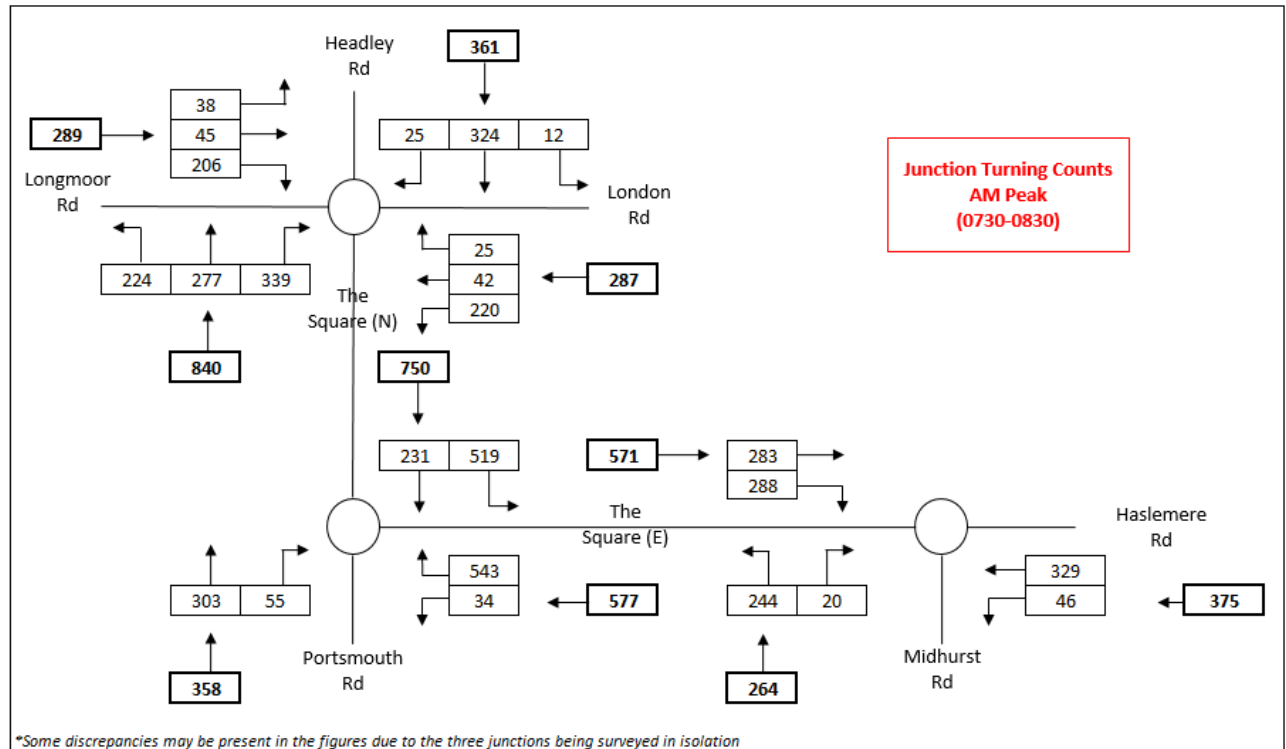 Headley
Rd
361
38
45
206
289
25 324 12
Junction Turning Counts
AM Peak
(0730-0830)
Longmoor
Rd
London
Rd
224 277 339
25
42
220
287
The
Square (N)
840
750
231 519
571
283
288
The
Square (E)
Haslemere
Rd
303 55
543
34
577
244 20
329
46
375
Portsmouth
Rd
Midhurst
Rd
358
264
*Some discrepancies may be present in the figures due to the three junctions being surveyed in isolation